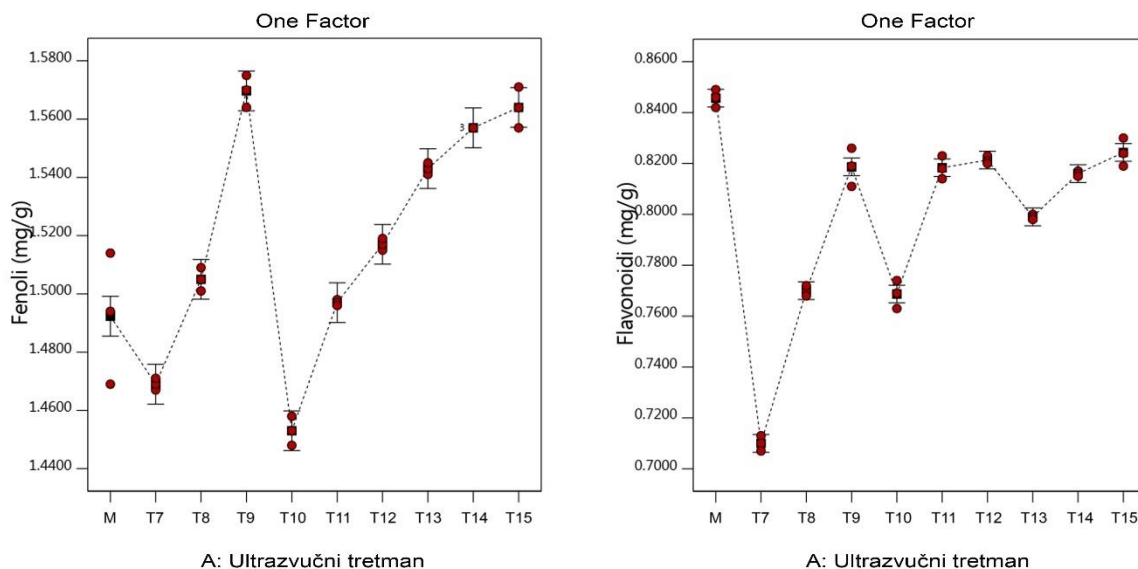 One Factor
Fenoli (mg/g)
1.5800
1.5600
1.5400
1.5200
1.5000
1.4800
1.4600
1.4400
3
M T7 T8 T9 T10 T11 T12 T13 T14 T15
A: Ultrazvučni tretman
One Factor
Flavonoidi (mg/g)
0.8600
0.8400
0.8200
0.8000
0.7800
0.7600
0.7400
0.7200
0.7000
M T7 T8 T9 T10 T11 T12 T13 T14 T15
A: Ultrazvučni tretman